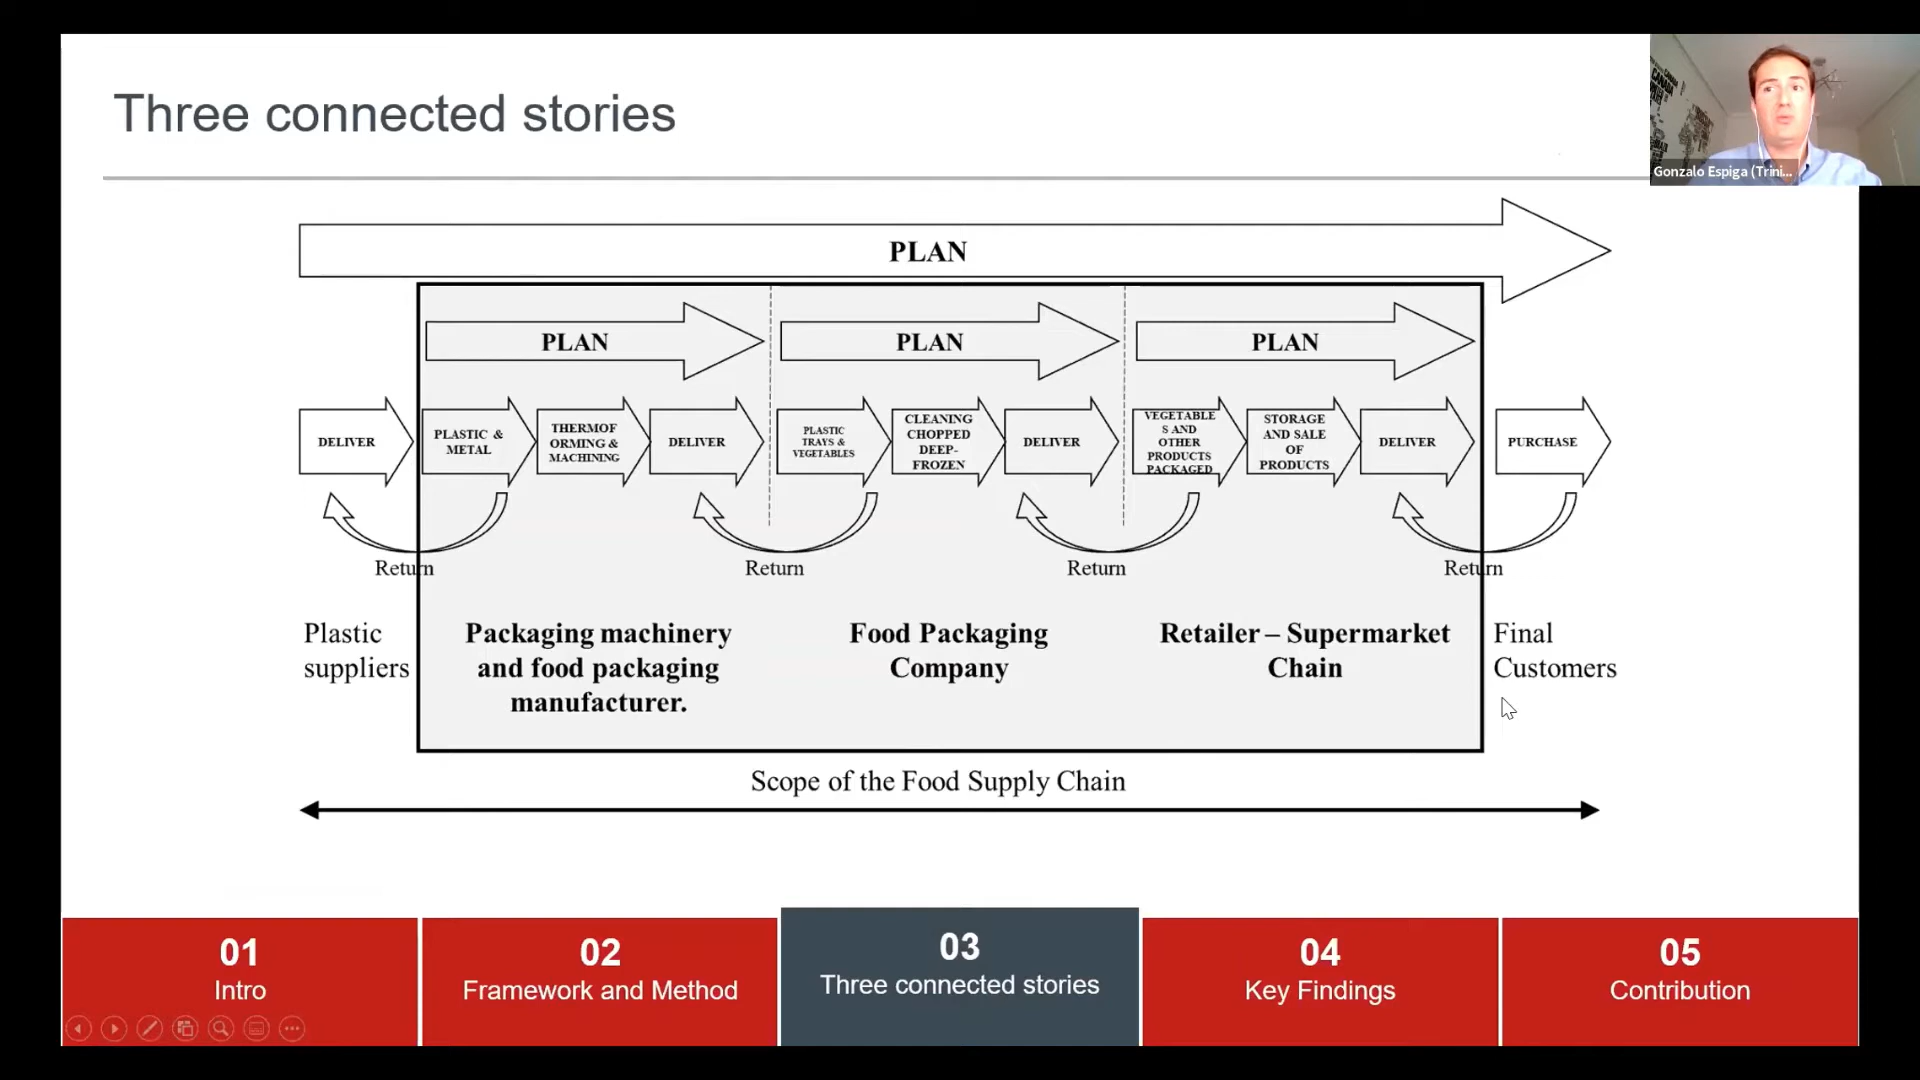 Three connected stories
Gonzalo Espiga (Trini...
PLAN
PLAN
PLAN
PLAN
DELIVER
PLASTIC &
METAL
THERMOF
ORMING &
MACHINING
DELIVER
PLASTIC
TRAYS &
VEGETABLES
CLEANING
CHOPPED
DEEP-
FROZEN
DELIVER
VEGETABLE
S AND
OTHER
PRODUCTS
PACKAGED
STORAGE
AND SALE
OF
PRODUCTS
DELIVER
PURCHASE
Return
Return
Return
Return
Plastic
suppliers
Packaging machinery
and food packaging
manufacturer.
Food Packaging
Company
Retailer – Supermarket
Chain
Final
Customers
Scope of the Food Supply Chain
01
Intro
02
Framework and Method
03
Three connected stories
04
Key Findings
05
Contribution